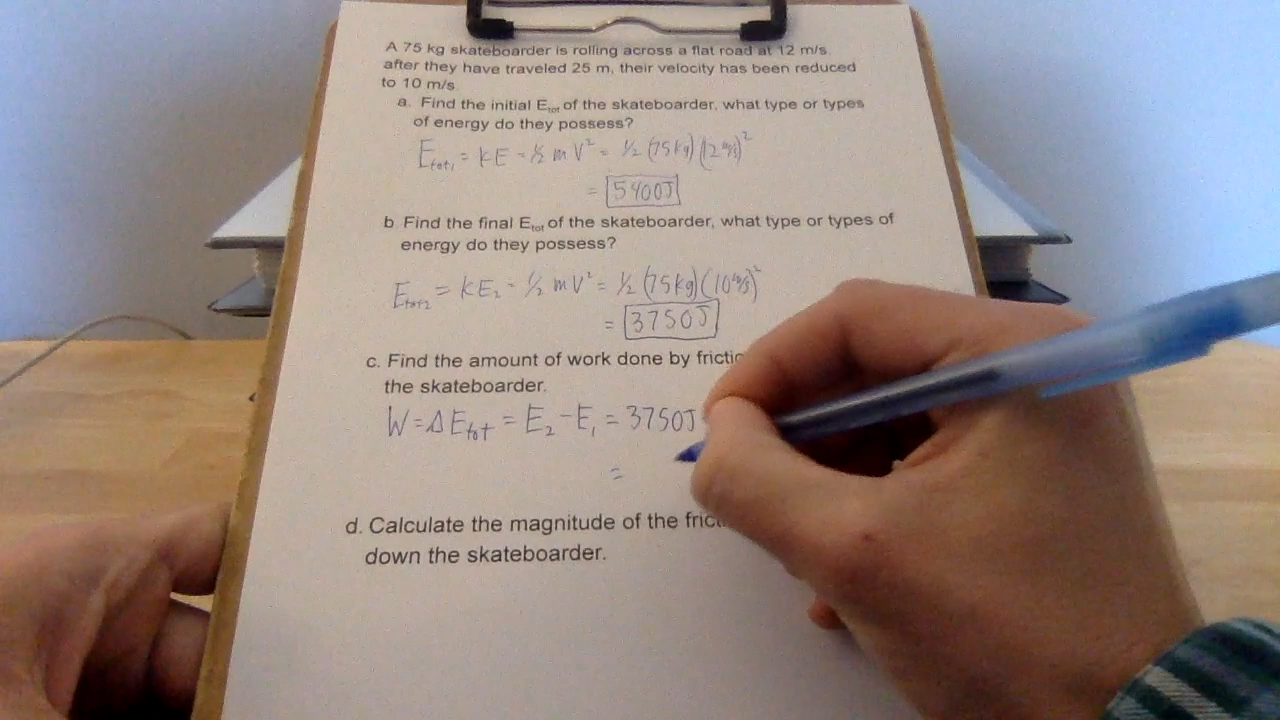 A 75 kg skateboarder is rolling across a flat road at 12 m/s.
after they have traveled 25 m, their velocity has been reduced
to 10 m/s.
a. Find the initial Etot of the skateboarder, what type or types
of energy do they possess?
Etot1 = KE = 1/2 m V² = 1/2 (75kg)(12 m/s)²
= 5400J
b Find the final Etot of the skateboarder, what type or types of
energy do they possess?
Etot2 = KE2 = 1/2 m V² = 1/2 (75kg)(10 m/s)²
= 3750J
c. Find the amount of work done by
the skateboarder.
W = ΔEtot = E2 - E1 = 3750J
=
d. Calculate the magnitude of the
down the skateboarder.